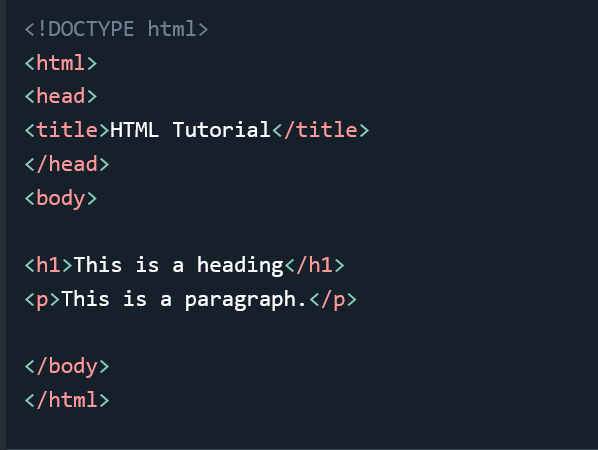 <!DOCTYPE html>
<html>
<head>
<title>HTML Tutorial</title>
</head>
<body>
<h1>This is a heading</h1>
<p>This is a paragraph.</p>
</body>
</html>